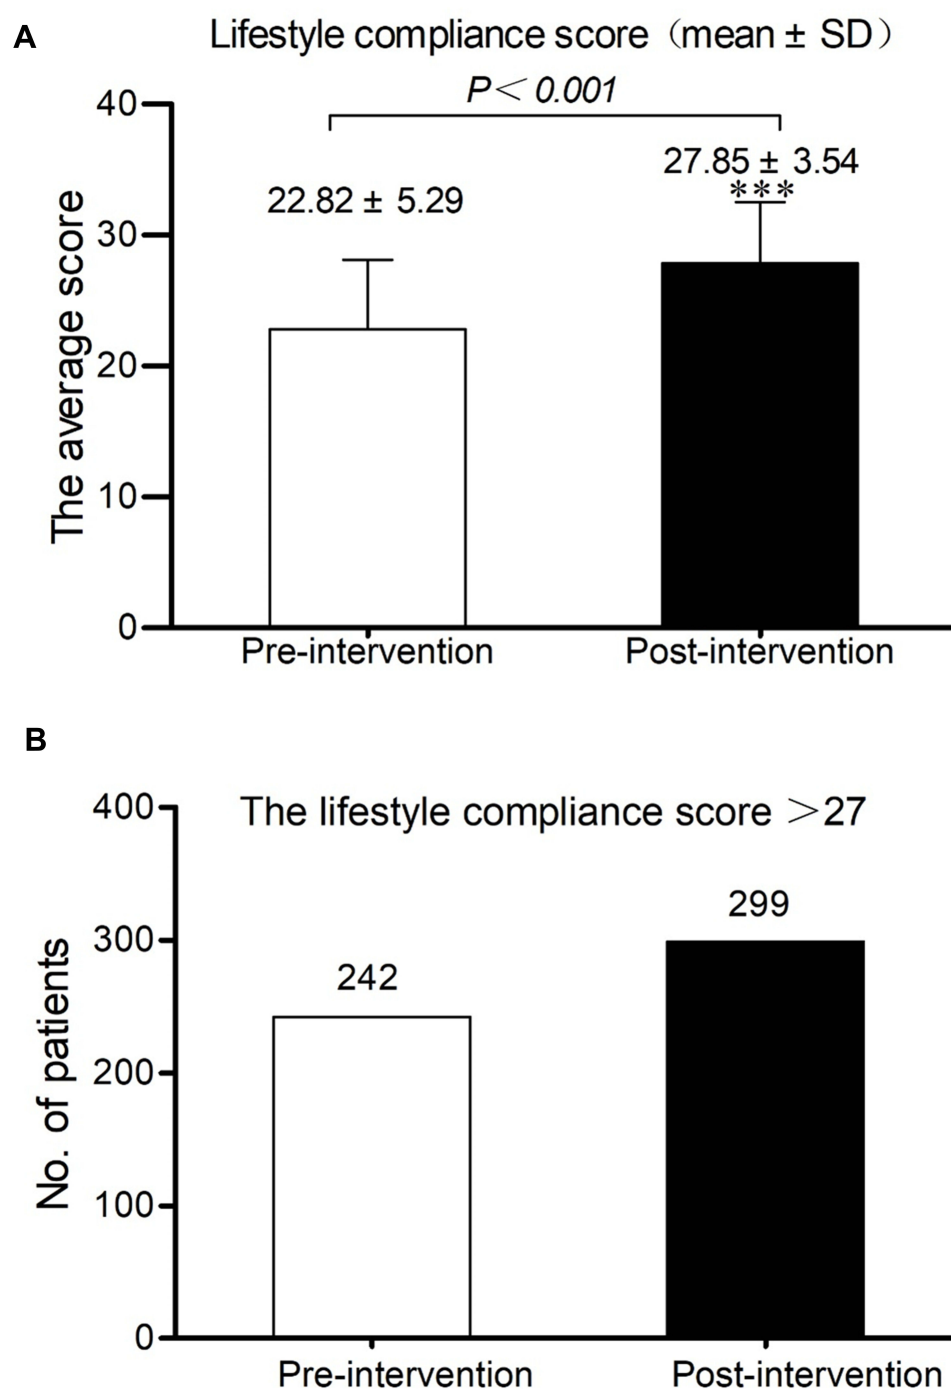 A
Lifestyle compliance score（mean ± SD）
P＜ 0.001
40
30
20
10
0
The average score
22.82 ± 5.29
27.85 ± 3.54
***
Pre-intervention
Post-intervention
B
The lifestyle compliance score ＞27
400
300
200
100
0
No. of patients
242
299
Pre-intervention
Post-intervention